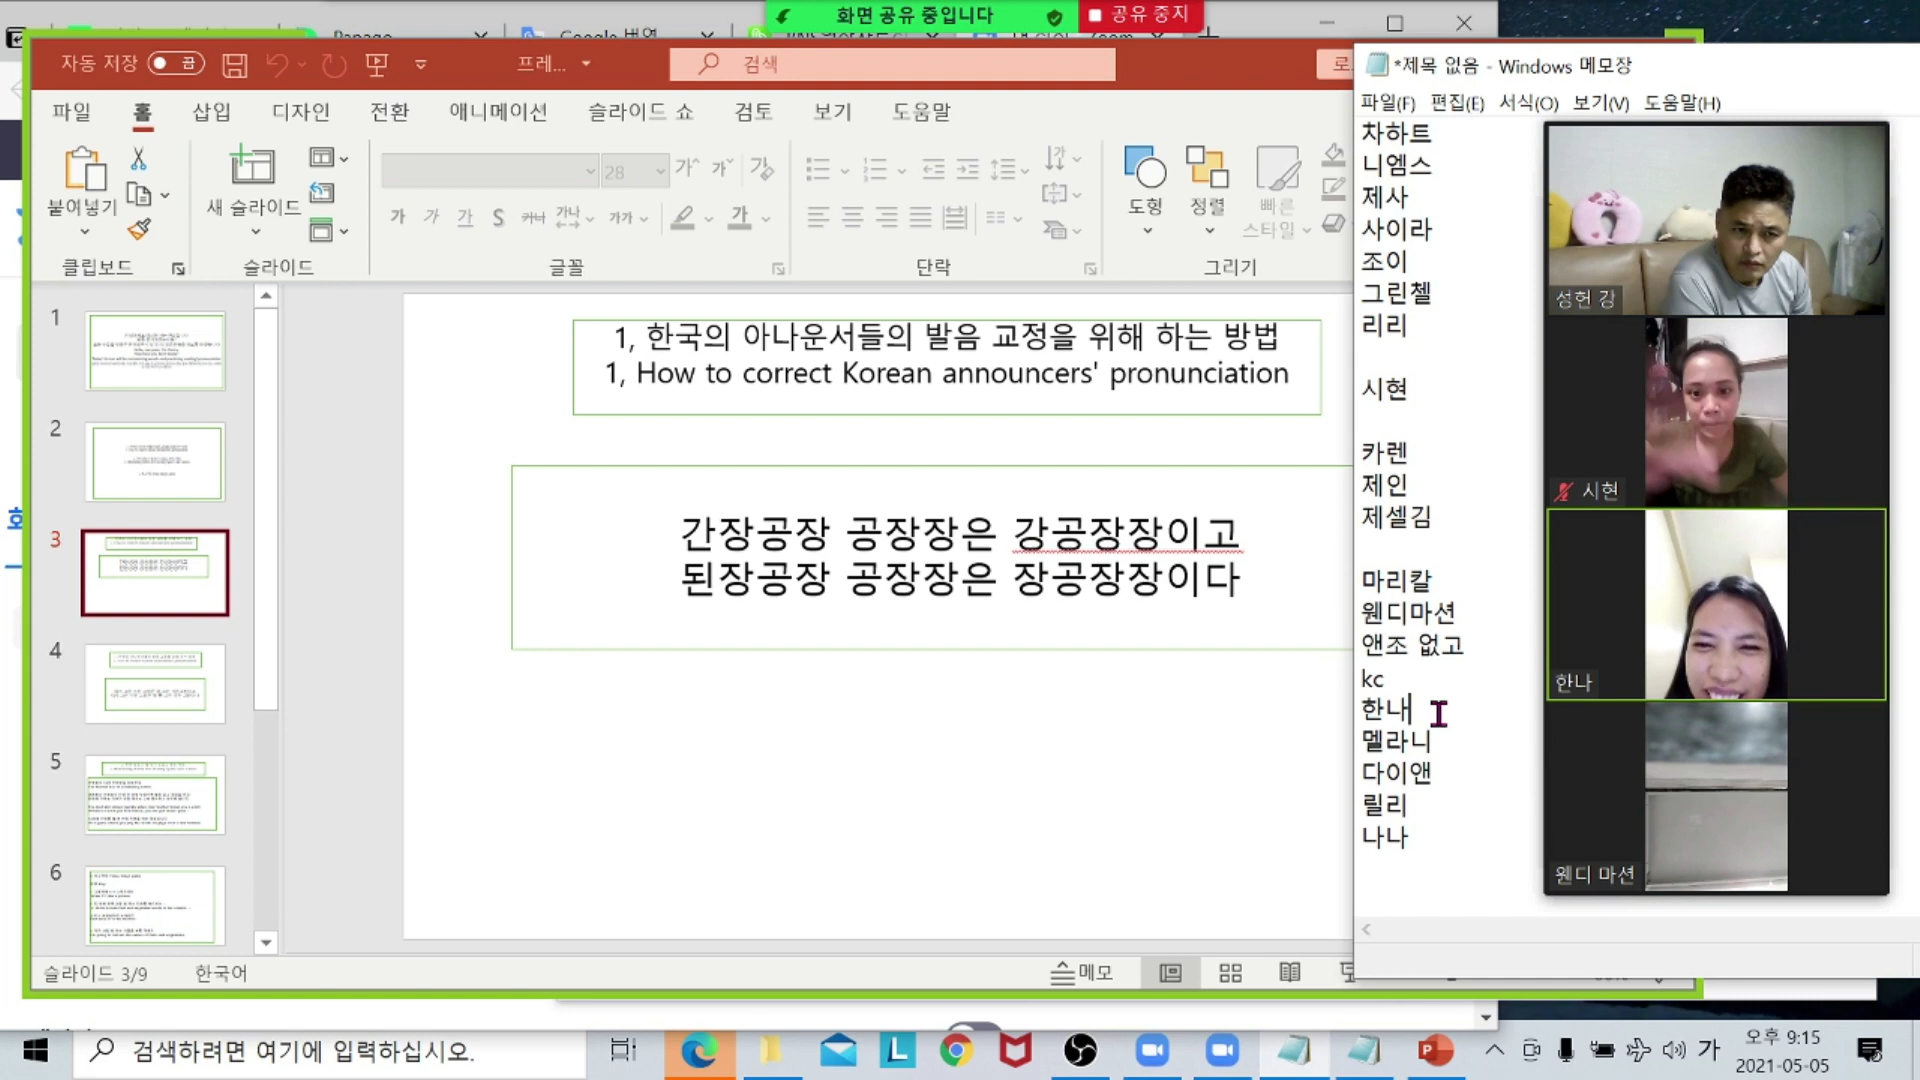 화면 공유 중입니다
공유 중지
자동 저장
끔
프레...
검색
파일
홈
삽입
디자인
전환
애니메이션
슬라이드 쇼
검토
보기
도움말
붙여넣기
새 슬라이드
28
도형
정렬
빠른
스타일
클립보드
슬라이드
글꼴
단락
그리기
1
2
3
4
5
6
1, 한국의 아나운서들의 발음 교정을 위해 하는 방법
1, How to correct Korean announcers' pronunciation
간장공장 공장장은 강공장장이고
된장공장 공장장은 장공장장이다
슬라이드 3/9
한국어
메모
*제목 없음 - Windows 메모장
파일(F) 편집(E) 서식(O) 보기(V) 도움말(H)
차하트
니엠스
제사
사이라
조이
그린첼
리리
시현
카렌
제인
제셀김
마리칼
웬디마션
앤조 없고
kc
한나
멜라니
다이앤
릴리
나나
성헌 강
시현
한나
웬디 마션
검색하려면 여기에 입력하십시오.
가
오후 9:15
2021-05-05